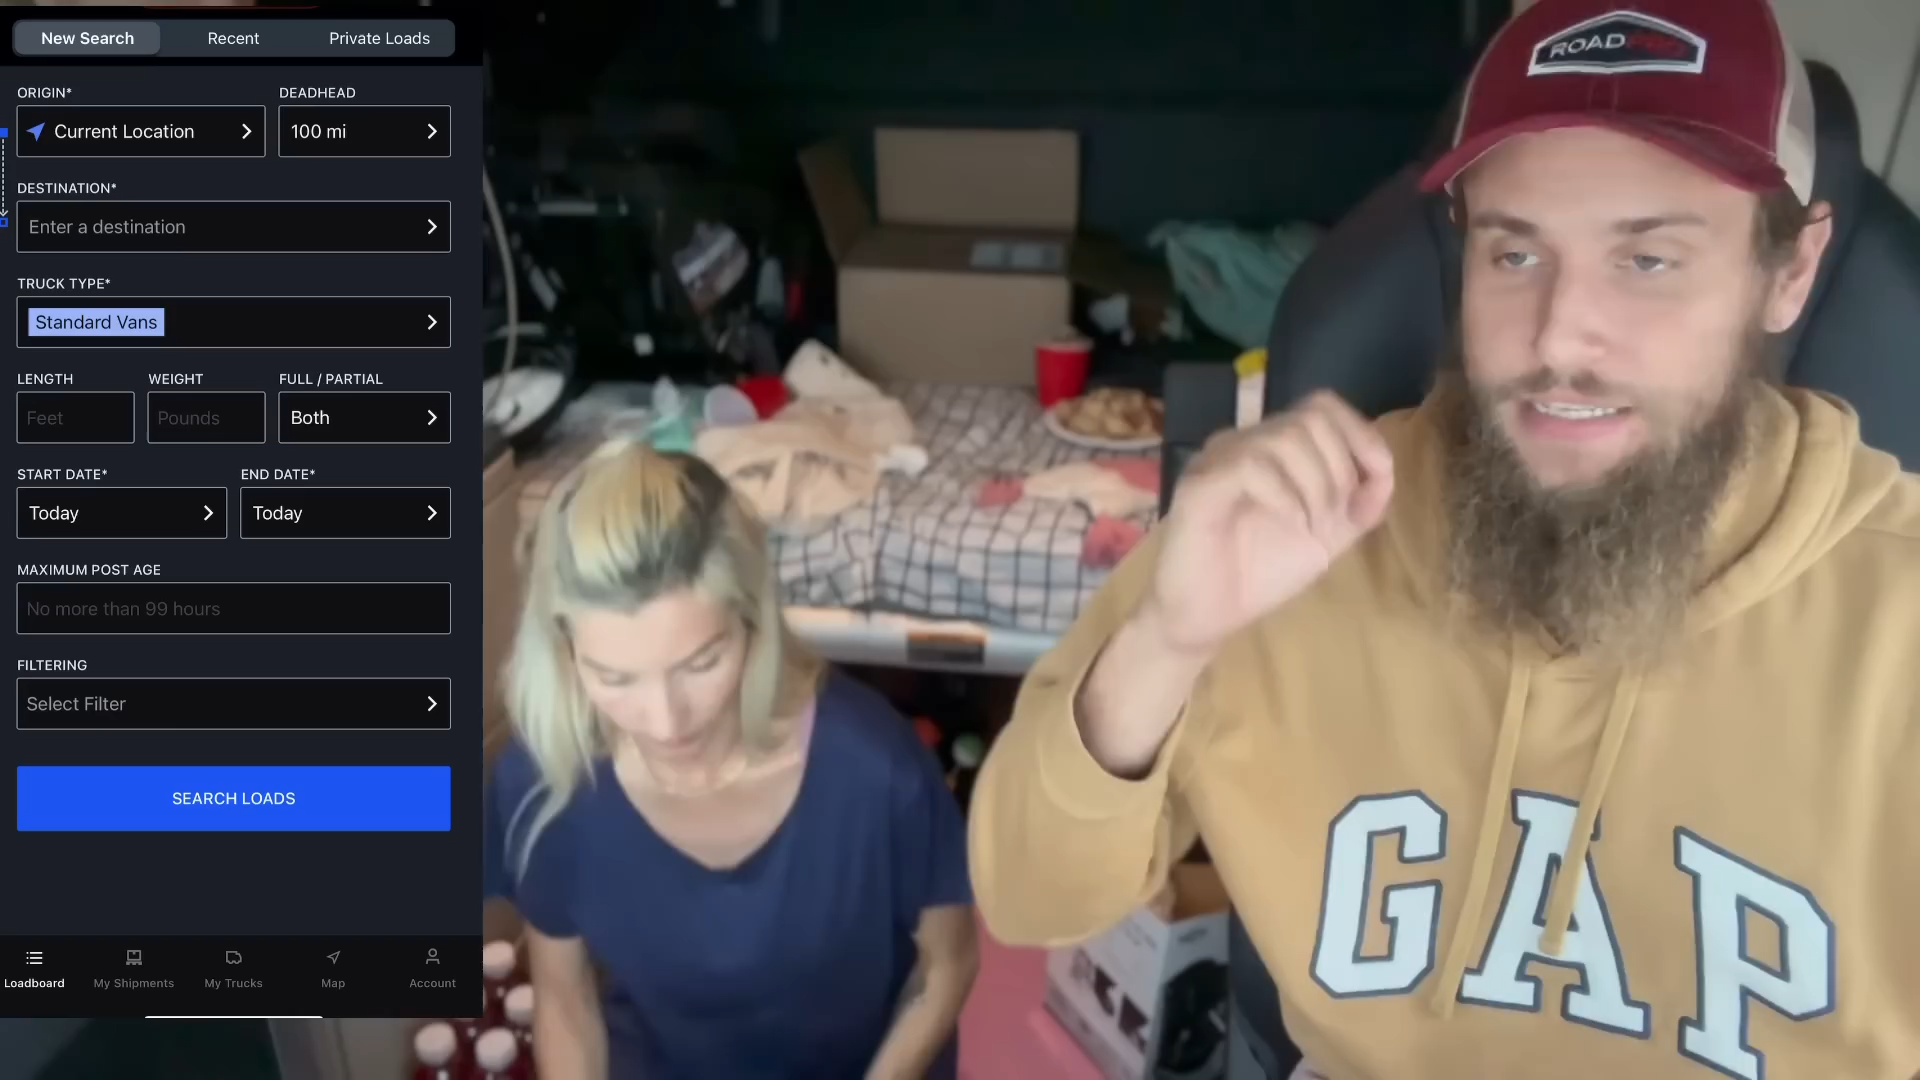 New Search Recent Private Loads
ORIGIN* DEADHEAD
Current Location 100 mi
DESTINATION*
Enter a destination
TRUCK TYPE*
Standard Vans
LENGTH WEIGHT FULL / PARTIAL
Feet Pounds Both
START DATE* END DATE*
Today Today
MAXIMUM POST AGE
No more than 99 hours
FILTERING
Select Filter
SEARCH LOADS
Loadboard My Shipments My Trucks Map Account
ROADPRO
GAP